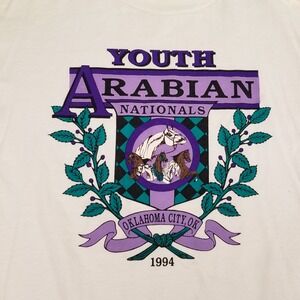 YOUTH
ARABIAN
NATIONALS
OKLAHOMA CITY, OK
1994